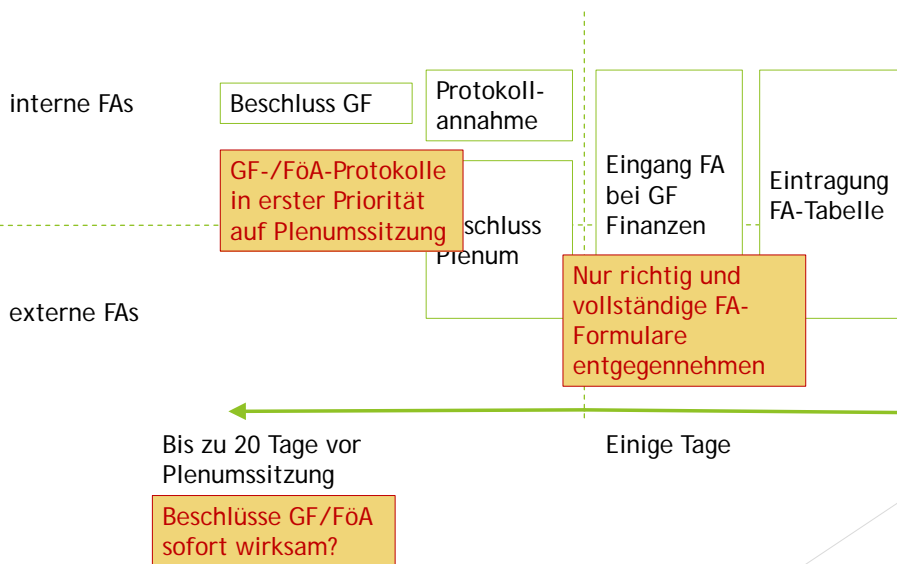 interne FAs
Beschluss GF
Protokoll-
annahme
GF-/FöA-Protokolle
in erster Priorität
auf Plenumssitzung
schluss
Plenum
Eingang FA
bei GF
Finanzen
Eintragung
FA-Tabelle
externe FAs
Nur richtig und
vollständige FA-
Formulare
entgegennehmen
Bis zu 20 Tage vor
Plenumssitzung
Einige Tage
Beschlüsse GF/FöA
sofort wirksam?